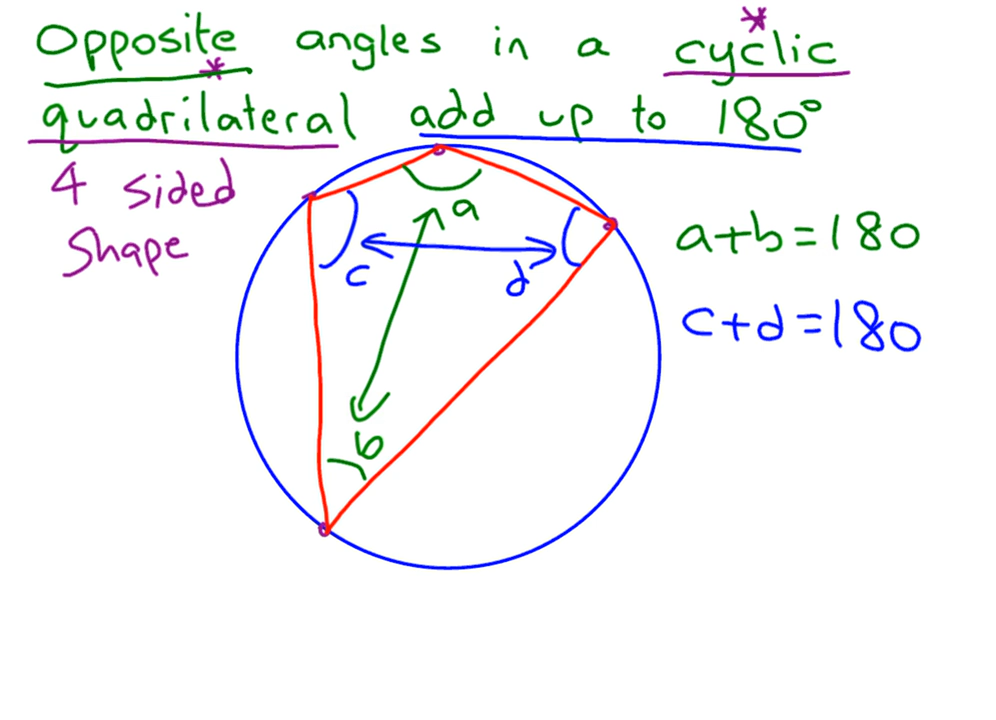 Opposite angles in a cyclic
quadrilateral add up to 180°
4 sided
Shape
a
c
d
b
a+b=180
c+d=180